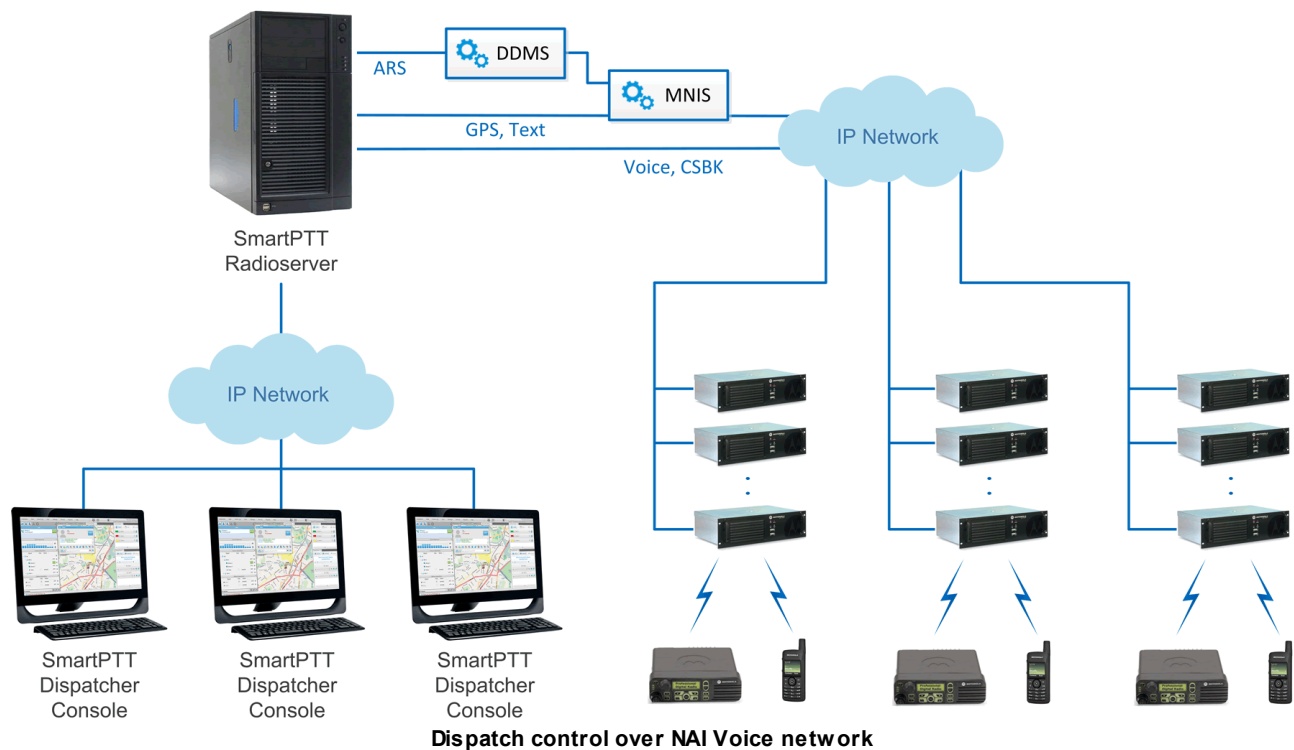 ARS
DDMS
MNIS
GPS, Text
Voice, CSBK
IP Network
SmartPTT
Radioserver
IP Network
SmartPTT
Dispatcher
Console
SmartPTT
Dispatcher
Console
SmartPTT
Dispatcher
Console
Dispatch control over NAI Voice network